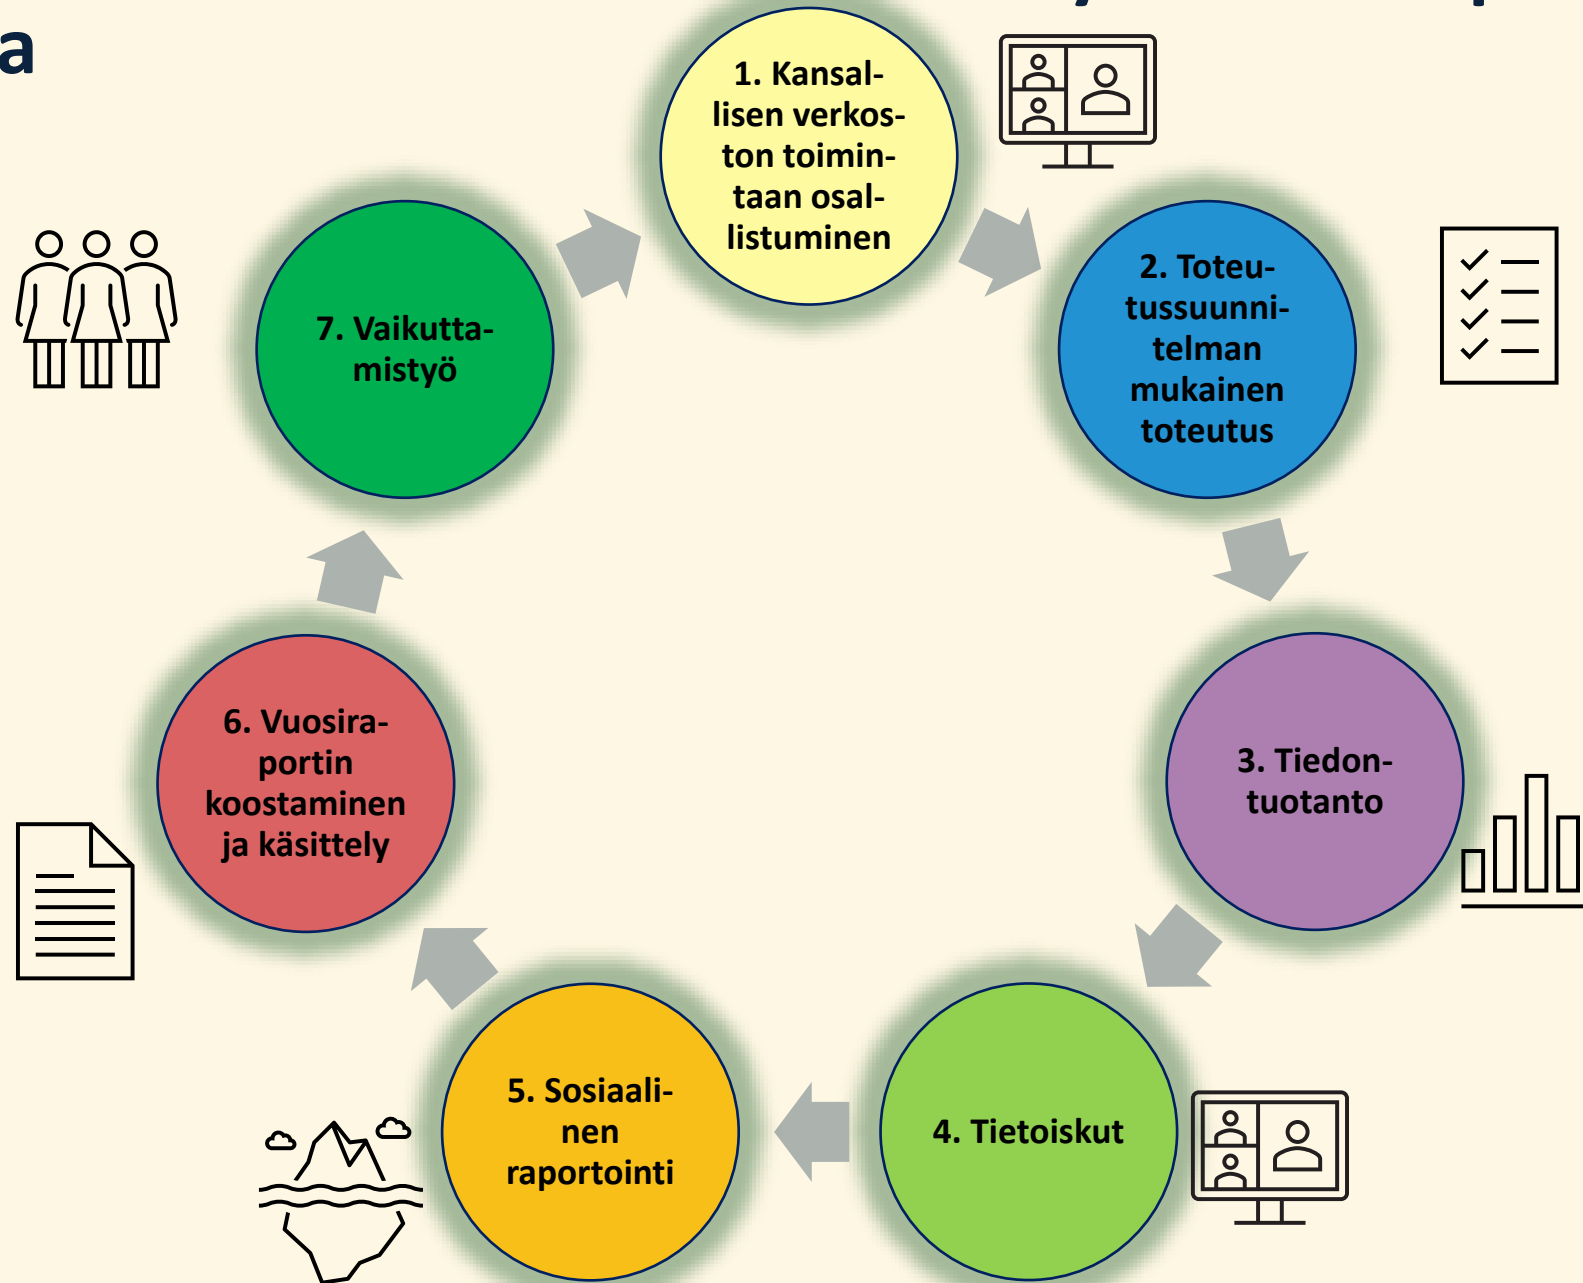 a
1. Kansal-
lisen verkos-
ton toimin-
taan osal-
listuminen
2. Toteu-
tussuunni-
telman
mukainen
toteutus
3. Tiedon-
tuotanto
4. Tietoiskut
5. Sosiaali-
nen
raportointi
6. Vuosira-
portin
koostaminen
ja käsittely
7. Vaikutta-
mistyö